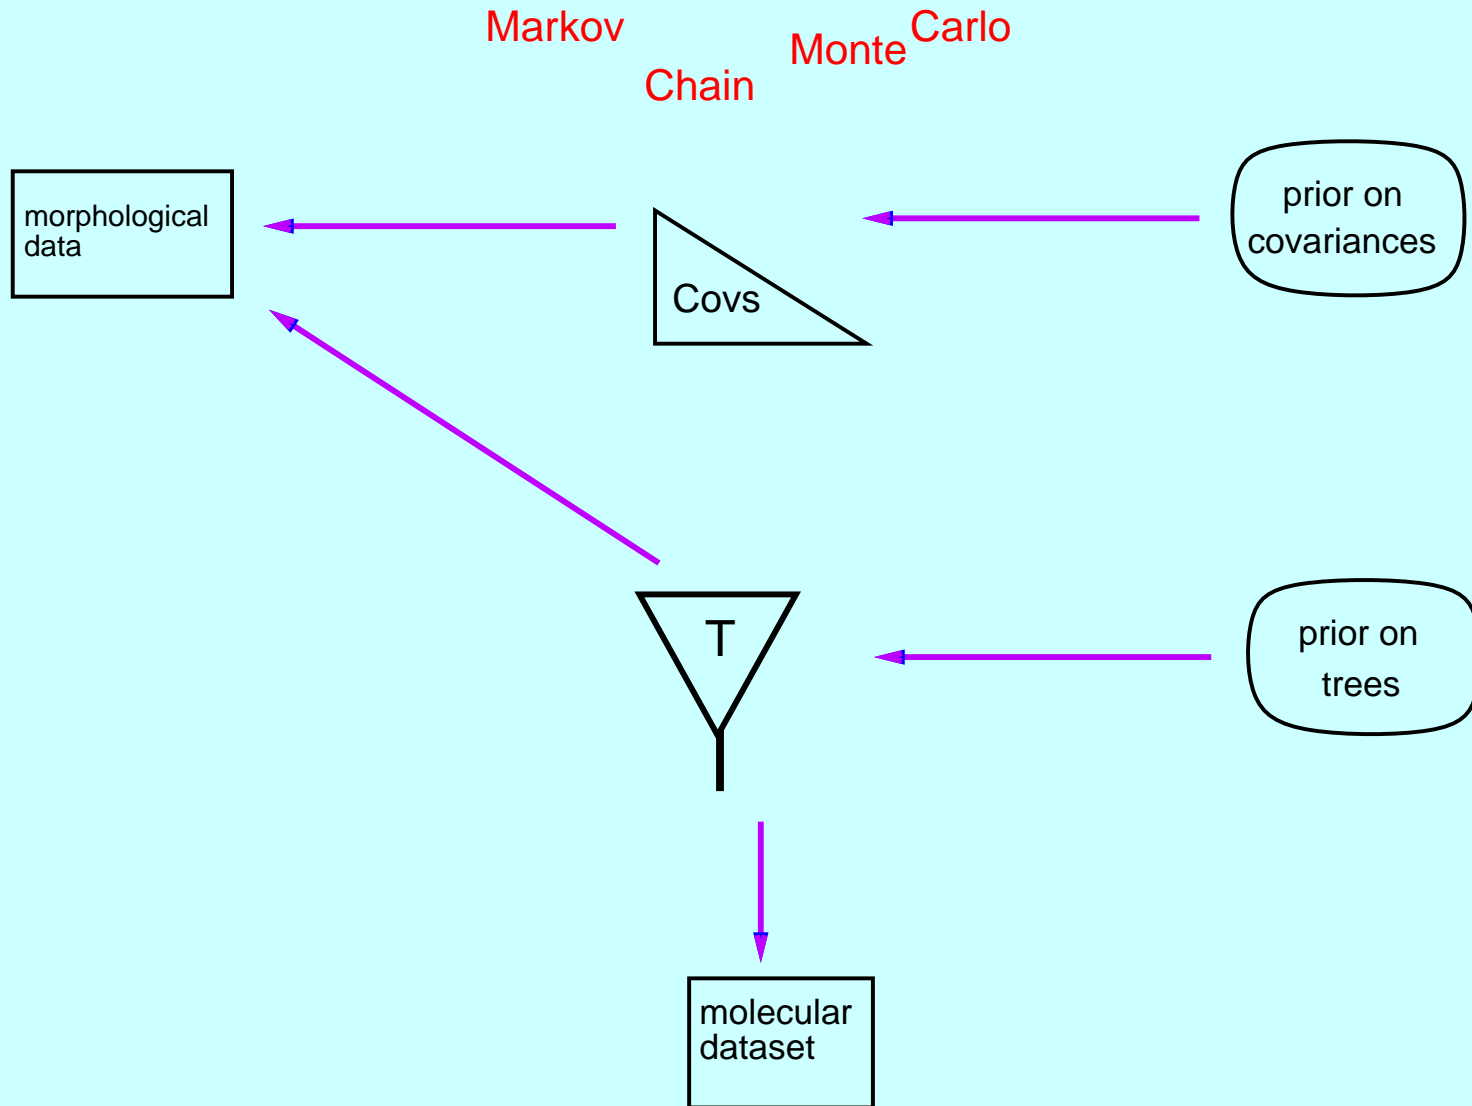 Markov
Chain
Monte
Carlo
morphological
data
Covs
prior on
covariances
T
prior on
trees
molecular
dataset